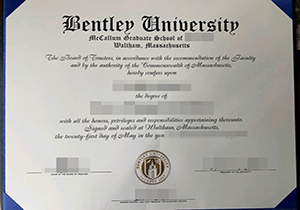 Bentley University
McCallum Graduate School of
Waltham, Massachusetts
The Board of Trustees, in accordance with the recommendation of the Faculty
and by the authority of the Commonwealth of Massachusetts,
hereby confers upon
the degree of
with all the honors, privileges and responsibilities appertaining thereunto.
Signed and sealed at Waltham, Massachusetts,
the twenty-first day of May in the year